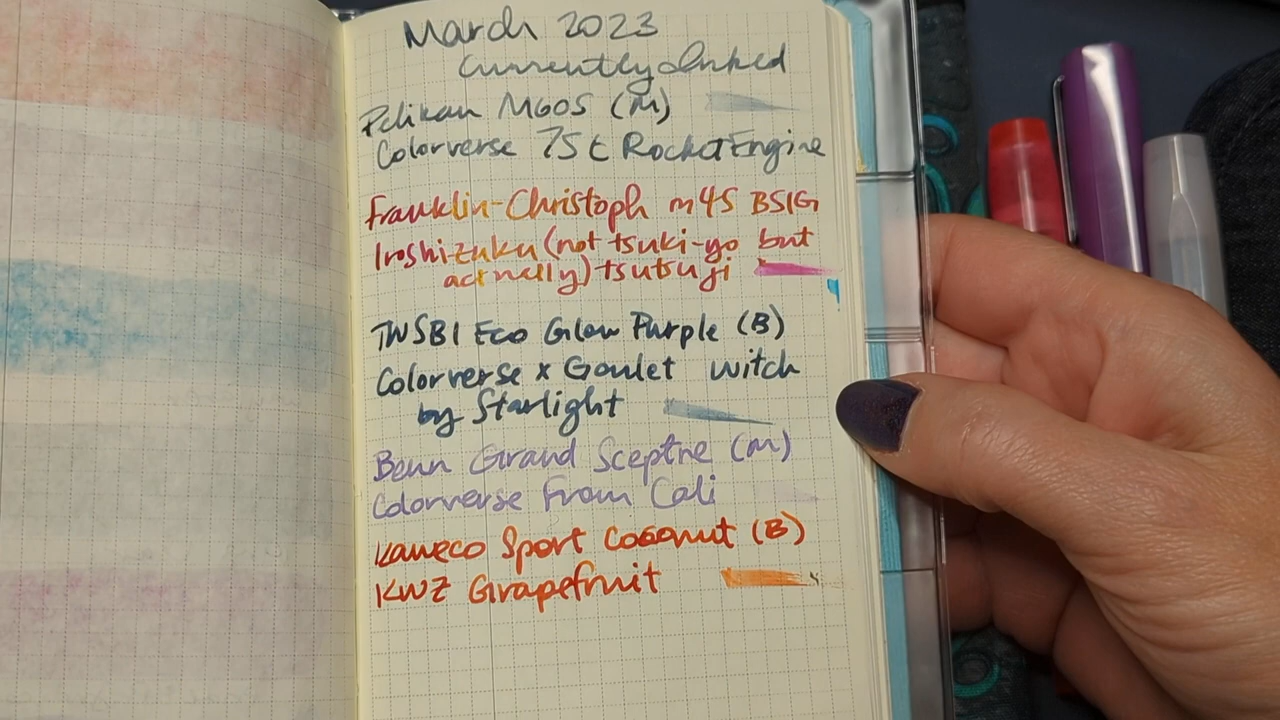 March 2023
Currently Inked
Pelikan M605 (M)
Colorverse 75t Rocket Engine
Franklin-Christoph m45 BSIG
Iroshizuku (not tsuki-yo but
actually) tsutsuji
TWSBI Eco Glow Purple (B)
Colorverse x Goulet Witch
by Starlight
Benu Grand Sceptre (M)
Colorverse From Cali
Kaweco Sport Coconut (B)
KWZ Grapefruit